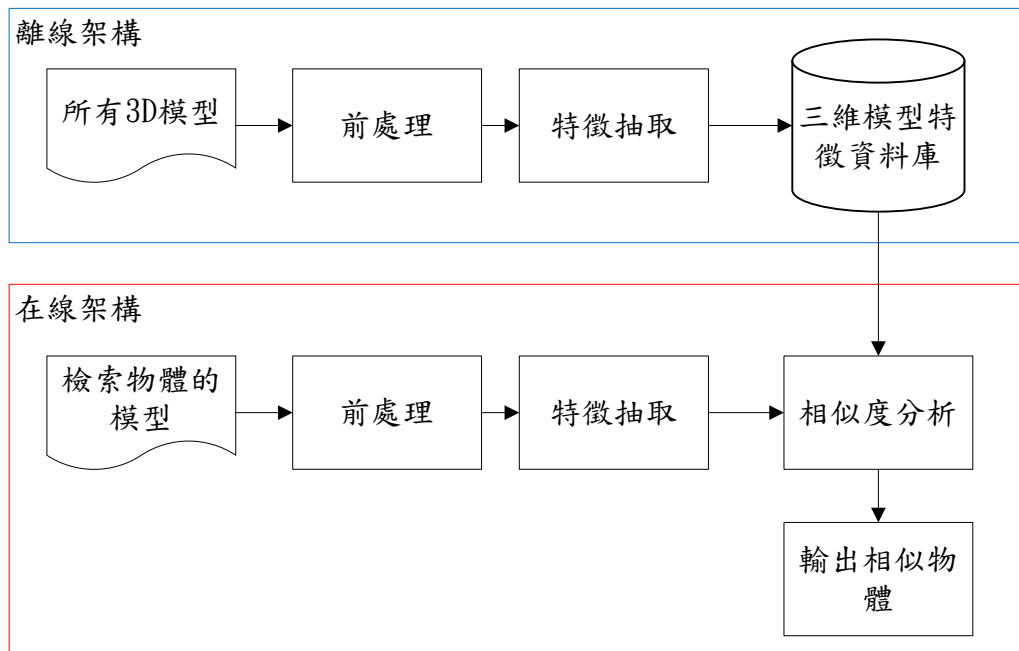 離線架構
所有3D模型
前處理
特徵抽取
三維模型特
徵資料庫
在線架構
檢索物體的
模型
前處理
特徵抽取
相似度分析
輸出相似物
體